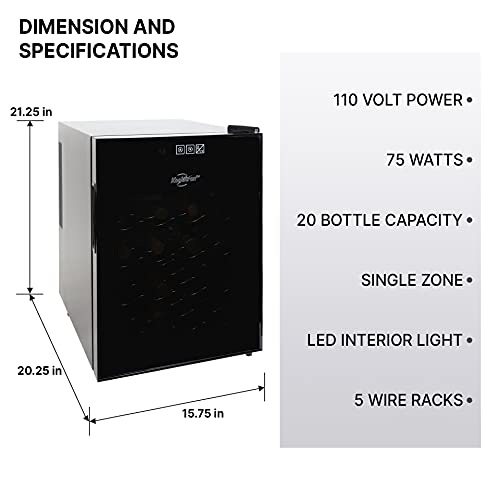 DIMENSION AND
SPECIFICATIONS
21.25 in
20.25 in
15.75 in
110 VOLT POWER •
75 WATTS •
20 BOTTLE CAPACITY •
SINGLE ZONE •
LED INTERIOR LIGHT •
5 WIRE RACKS •